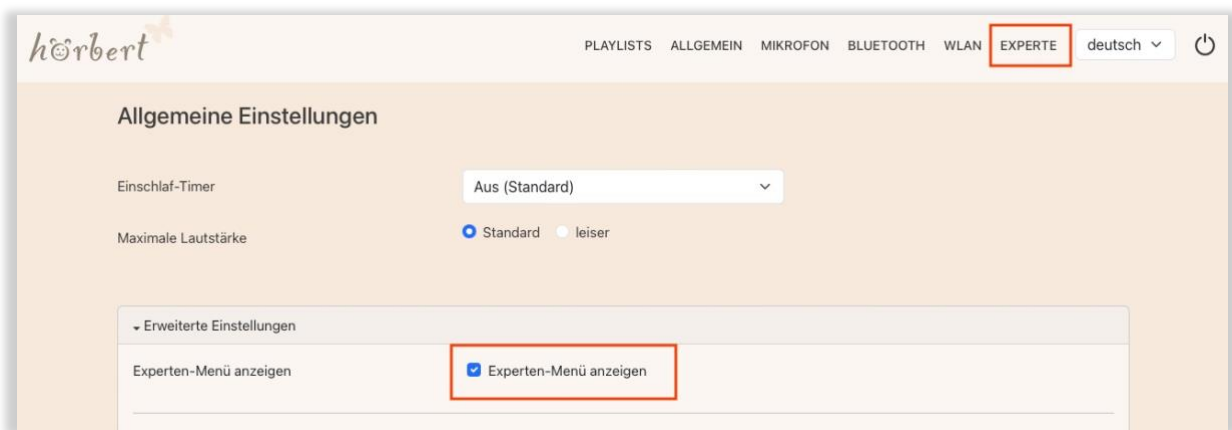 hörbert
PLAYLISTS ALLGEMEIN MIKROFON BLUETOOTH WLAN EXPERTE deutsch
Allgemeine Einstellungen
Einschlaf-Timer Aus (Standard)
Maximale Lautstärke Standard leiser
Erweiterte Einstellungen
Experten-Menü anzeigen Experten-Menü anzeigen